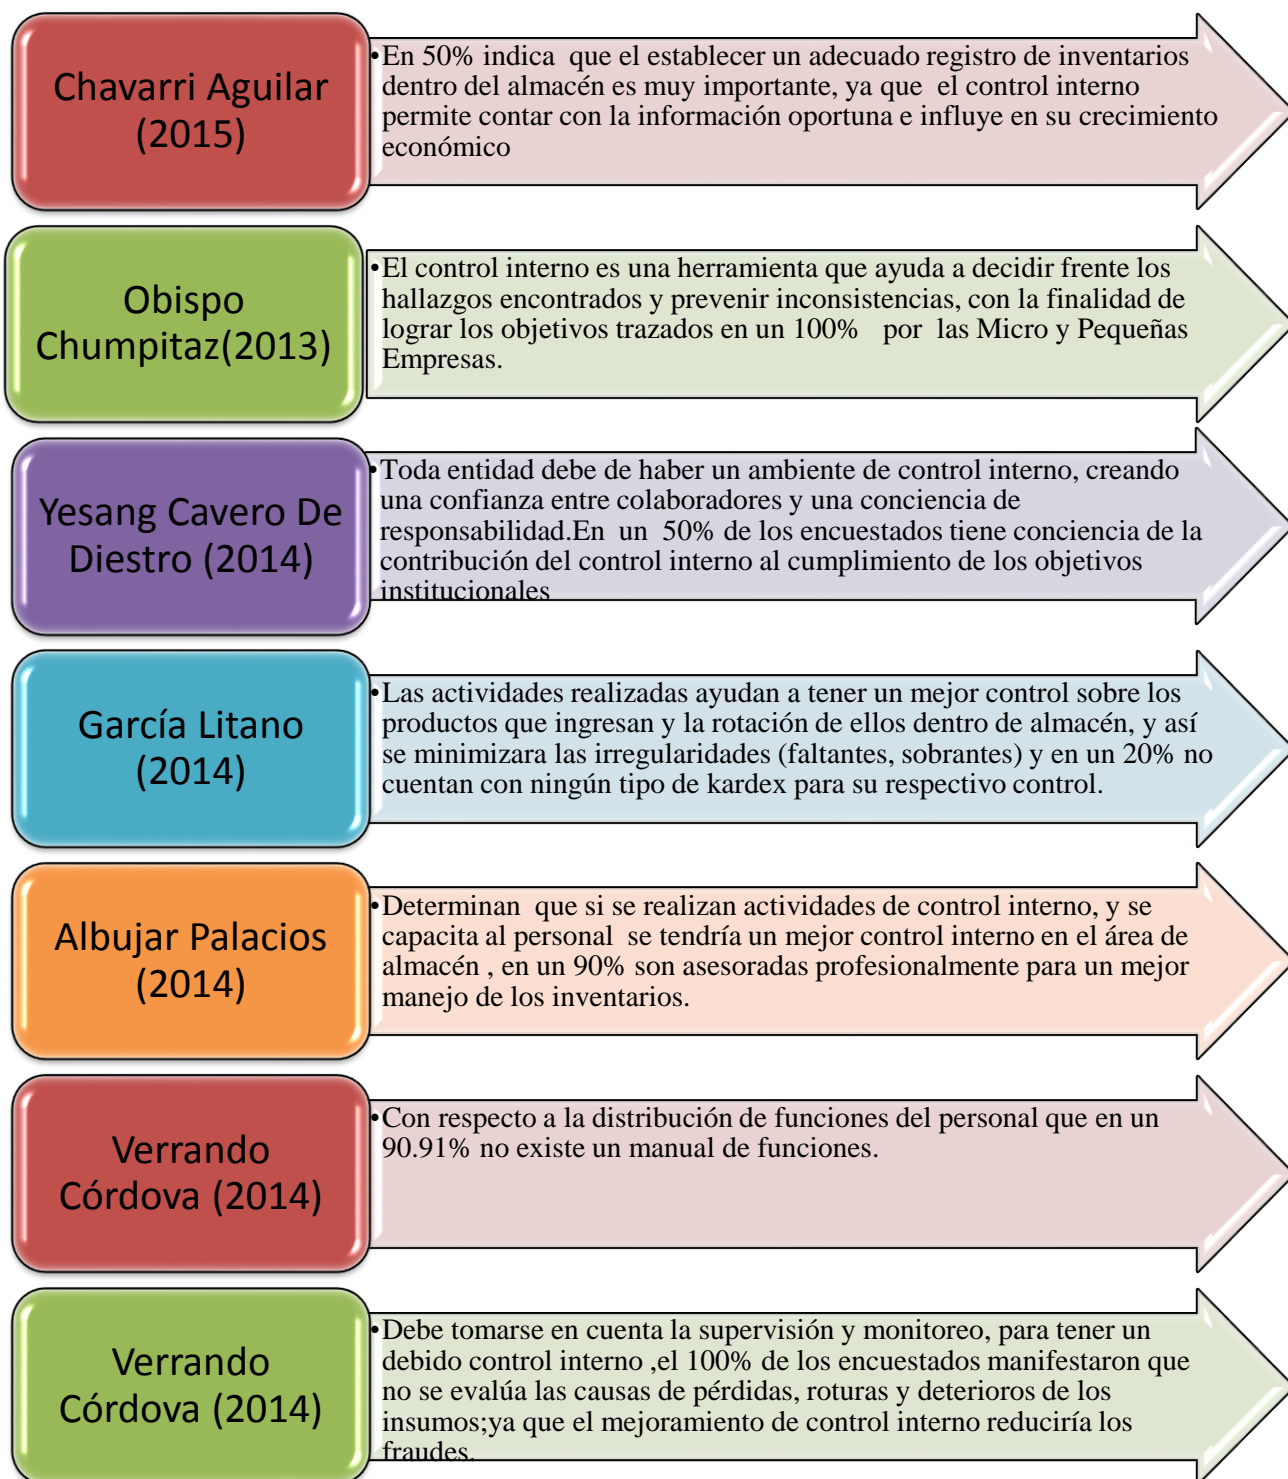 Chavarri Aguilar
(2015)
•En 50% indica que el establecer un adecuado registro de inventarios
dentro del almacén es muy importante, ya que el control interno
permite contar con la información oportuna e influye en su crecimiento
económico
Obispo
Chumpitaz(2013)
•El control interno es una herramienta que ayuda a decidir frente los
hallazgos encontrados y prevenir inconsistencias, con la finalidad de
lograr los objetivos trazados en un 100% por las Micro y Pequeñas
Empresas.
Yesang Cavero De
Diestro (2014)
•Toda entidad debe de haber un ambiente de control interno, creando
una confianza entre colaboradores y una conciencia de
responsabilidad.En un 50% de los encuestados tiene conciencia de la
contribución del control interno al cumplimiento de los objetivos
institucionales
García Litano
(2014)
•Las actividades realizadas ayudan a tener un mejor control sobre los
productos que ingresan y la rotación de ellos dentro de almacén, y así
se minimizara las irregularidades (faltantes, sobrantes) y en un 20% no
cuentan con ningún tipo de kardex para su respectivo control.
Albujar Palacios
(2014)
•Determinan que si se realizan actividades de control interno, y se
capacita al personal se tendría un mejor control interno en el área de
almacén , en un 90% son asesoradas profesionalmente para un mejor
manejo de los inventarios.
Verrando
Córdova (2014)
•Con respecto a la distribución de funciones del personal que en un
90.91% no existe un manual de funciones.
Verrando
Córdova (2014)
•Debe tomarse en cuenta la supervisión y monitoreo, para tener un
debido control interno ,el 100% de los encuestados manifestaron que
no se evalúa las causas de pérdidas, roturas y deterioros de los
insumos;ya que el mejoramiento de control interno reduciría los
fraudes.